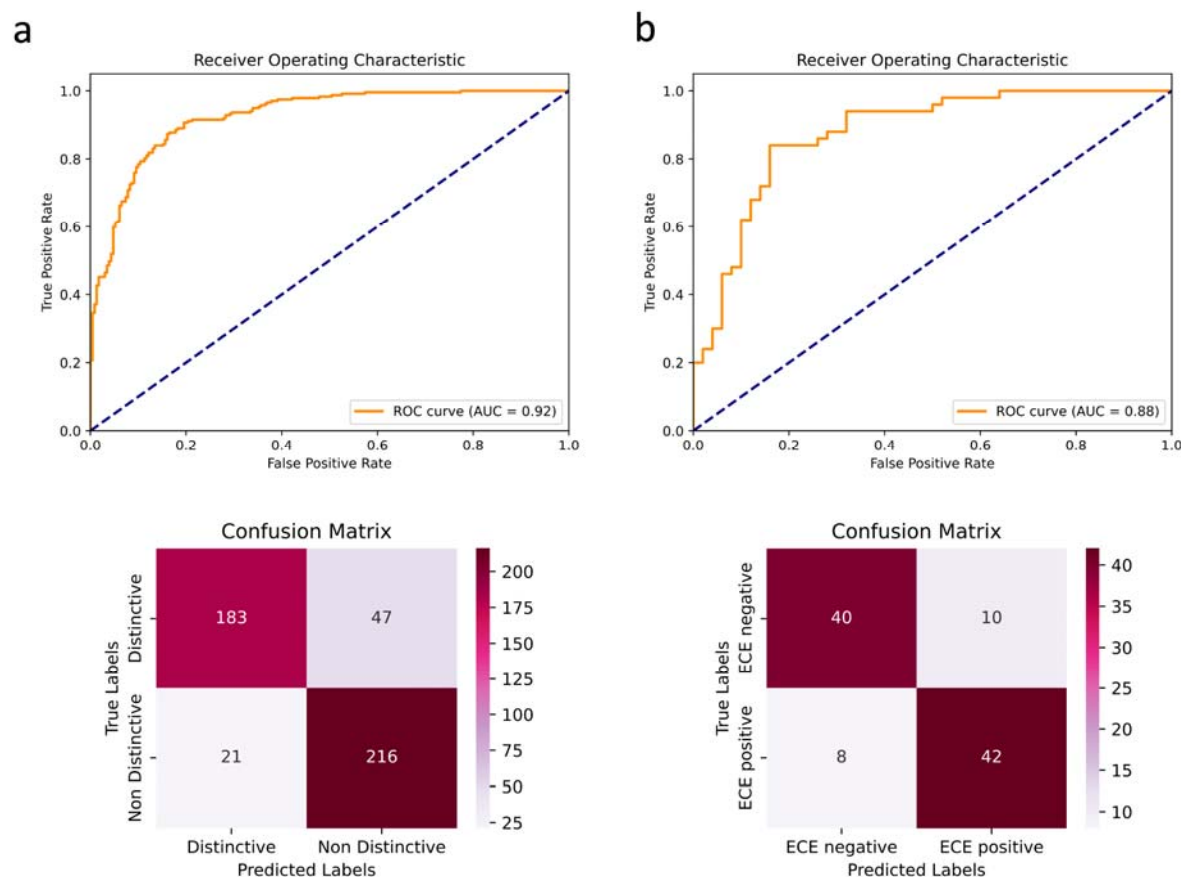 a
Receiver Operating Characteristic
1.0
0.8
0.6
0.4
0.2
0.0
True Positive Rate
ROC curve (AUC = 0.92)
0.0 0.2 0.4 0.6 0.8 1.0
False Positive Rate
Confusion Matrix
True Labels
Distinctive
183 47
Non Distinctive
21 216
Distinctive Non Distinctive
Predicted Labels
200
175
150
125
100
75
50
25
b
Receiver Operating Characteristic
1.0
0.8
0.6
0.4
0.2
0.0
True Positive Rate
ROC curve (AUC = 0.88)
0.0 0.2 0.4 0.6 0.8 1.0
False Positive Rate
Confusion Matrix
True Labels
ECE negative
40 10
ECE positive
8 42
ECE negative ECE positive
Predicted Labels
40
35
30
25
20
15
10